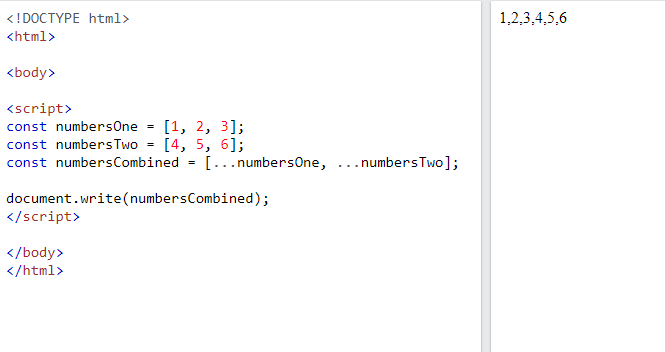 <!DOCTYPE html>
<html>
<body>
<script>
const numbersOne = [1, 2, 3];
const numbersTwo = [4, 5, 6];
const numbersCombined = [...numbersOne, ...numbersTwo];
document.write(numbersCombined);
</script>
</body>
</html>
1,2,3,4,5,6